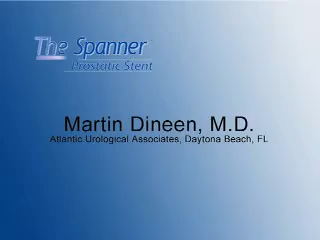 The Spanner
Prostatic Stent
Martin Dineen, M.D.
Atlantic Urological Associates, Daytona Beach, FL